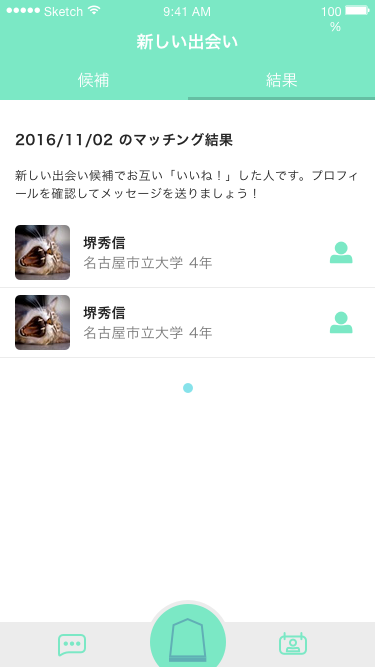 Sketch 9:41 AM 100
%
新しい出会い
候補 結果
2016/11/02 のマッチング結果
新しい出会い候補でお互い「いいね！」した人です。プロフィ
ールを確認してメッセージを送りましょう！
堺秀信
名古屋市立大学 4年
堺秀信
名古屋市立大学 4年